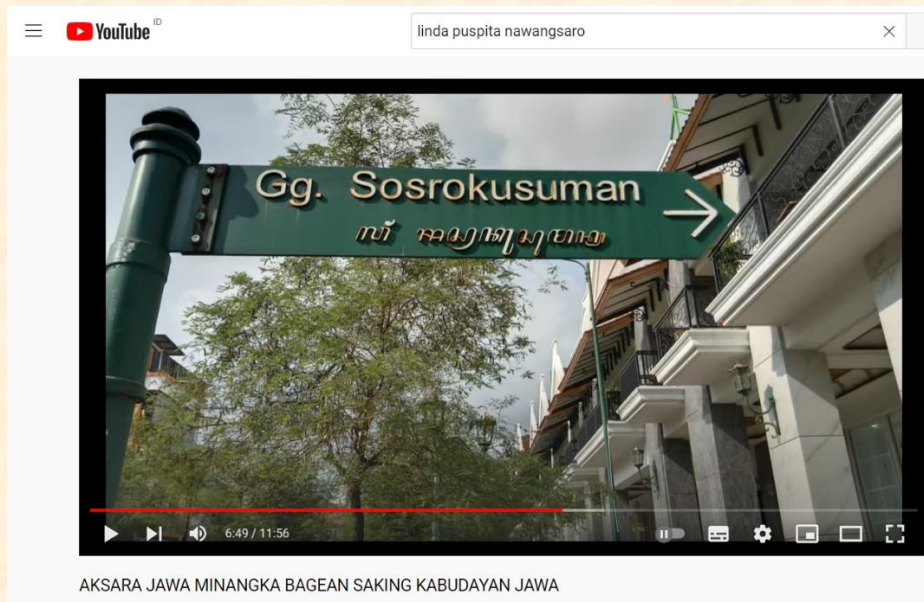 YouTube ID
linda puspita nawangsaro
Gg. Sosrokusuman
6:49 / 11:56
AKSARA JAWA MINANGKA BAGEAN SAKING KABUDAYAN JAWA